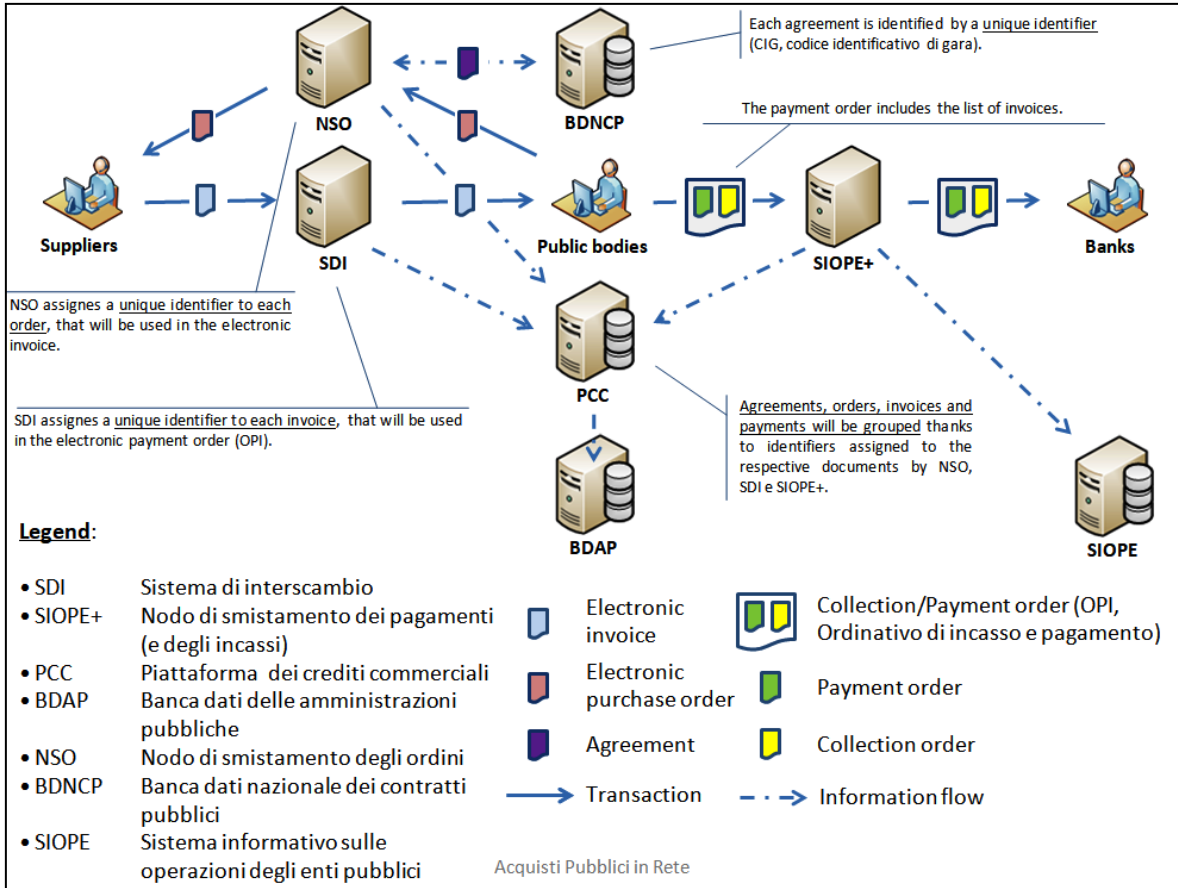 Each agreement is identified by a unique identifier
(CIG, codice identificativo di gara).
NSO
BDNCP
The payment order includes the list of invoices.
Suppliers
SDI
Public bodies
SIOPE+
Banks
NSO assignes a unique identifier to each
order, that will be used in the electronic
invoice.
PCC
SDI assignes a unique identifier to each invoice, that will be used
in the electronic payment order (OPI).
Agreements, orders, invoices and
payments will be grouped thanks
to identifiers assigned to the
respective documents by NSO,
SDI e SIOPE+.
BDAP
SIOPE
Legend:
• SDI Sistema di interscambio
• SIOPE+ Nodo di smistamento dei pagamenti
(e degli incassi)
• PCC Piattaforma dei crediti commerciali
• BDAP Banca dati delle amministrazioni
pubbliche
• NSO Nodo di smistamento degli ordini
• BDNCP Banca dati nazionale dei contratti
pubblici
• SIOPE Sistema informativo sulle
operazioni degli enti pubblici
Electronic
invoice
Electronic
purchase order
Agreement
Transaction
Collection/Payment order (OPI,
Ordinativo di incasso e pagamento)
Payment order
Collection order
Information flow
Acquisti Pubblici in Rete